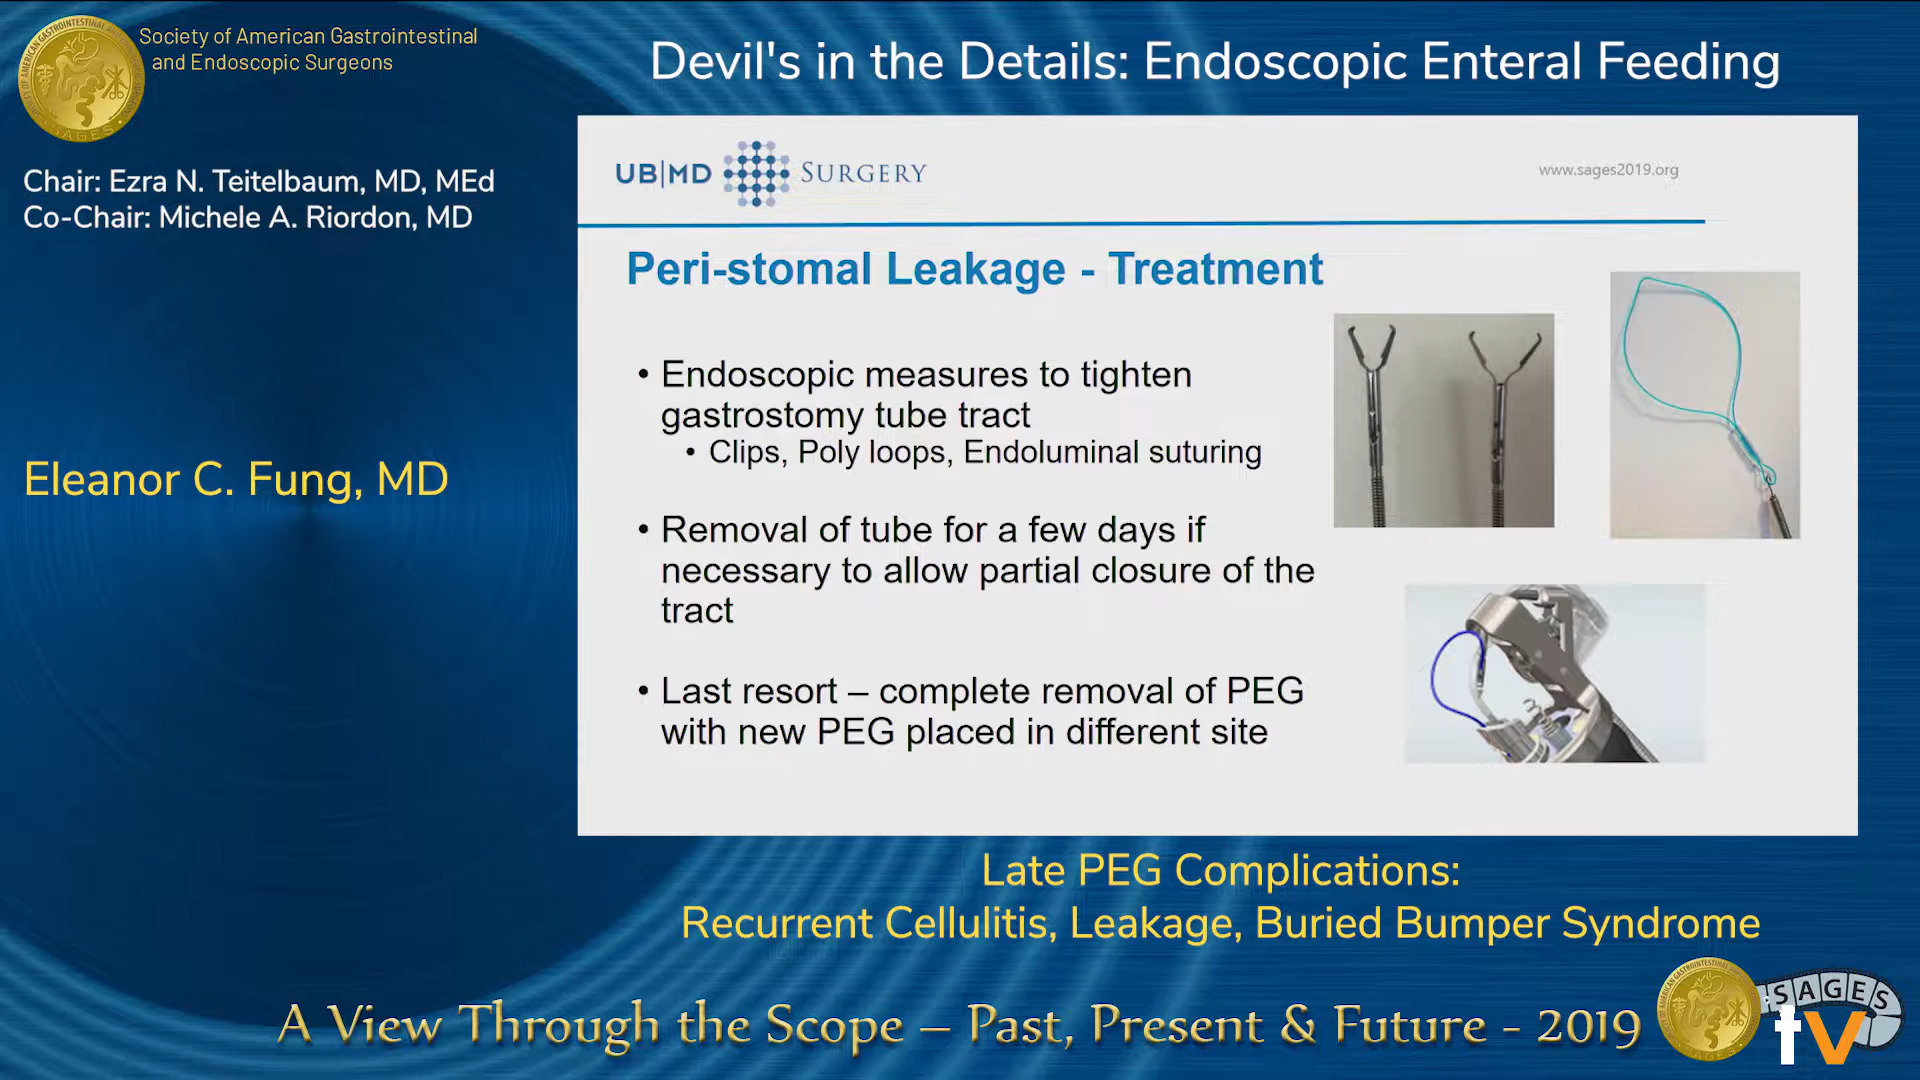 Society of American Gastrointestinal
and Endoscopic Surgeons
Devil's in the Details: Endoscopic Enteral Feeding
Chair: Ezra N. Teitelbaum, MD, MEd
Co-Chair: Michele A. Riordon, MD
Eleanor C. Fung, MD
UB|MD SURGERY
www.sages2019.org
Peri-stomal Leakage - Treatment
• Endoscopic measures to tighten
gastrostomy tube tract
• Clips, Poly loops, Endoluminal suturing
• Removal of tube for a few days if
necessary to allow partial closure of the
tract
• Last resort – complete removal of PEG
with new PEG placed in different site
Late PEG Complications:
Recurrent Cellulitis, Leakage, Buried Bumper Syndrome
A View Through the Scope – Past, Present & Future - 2019
SAGES
tv